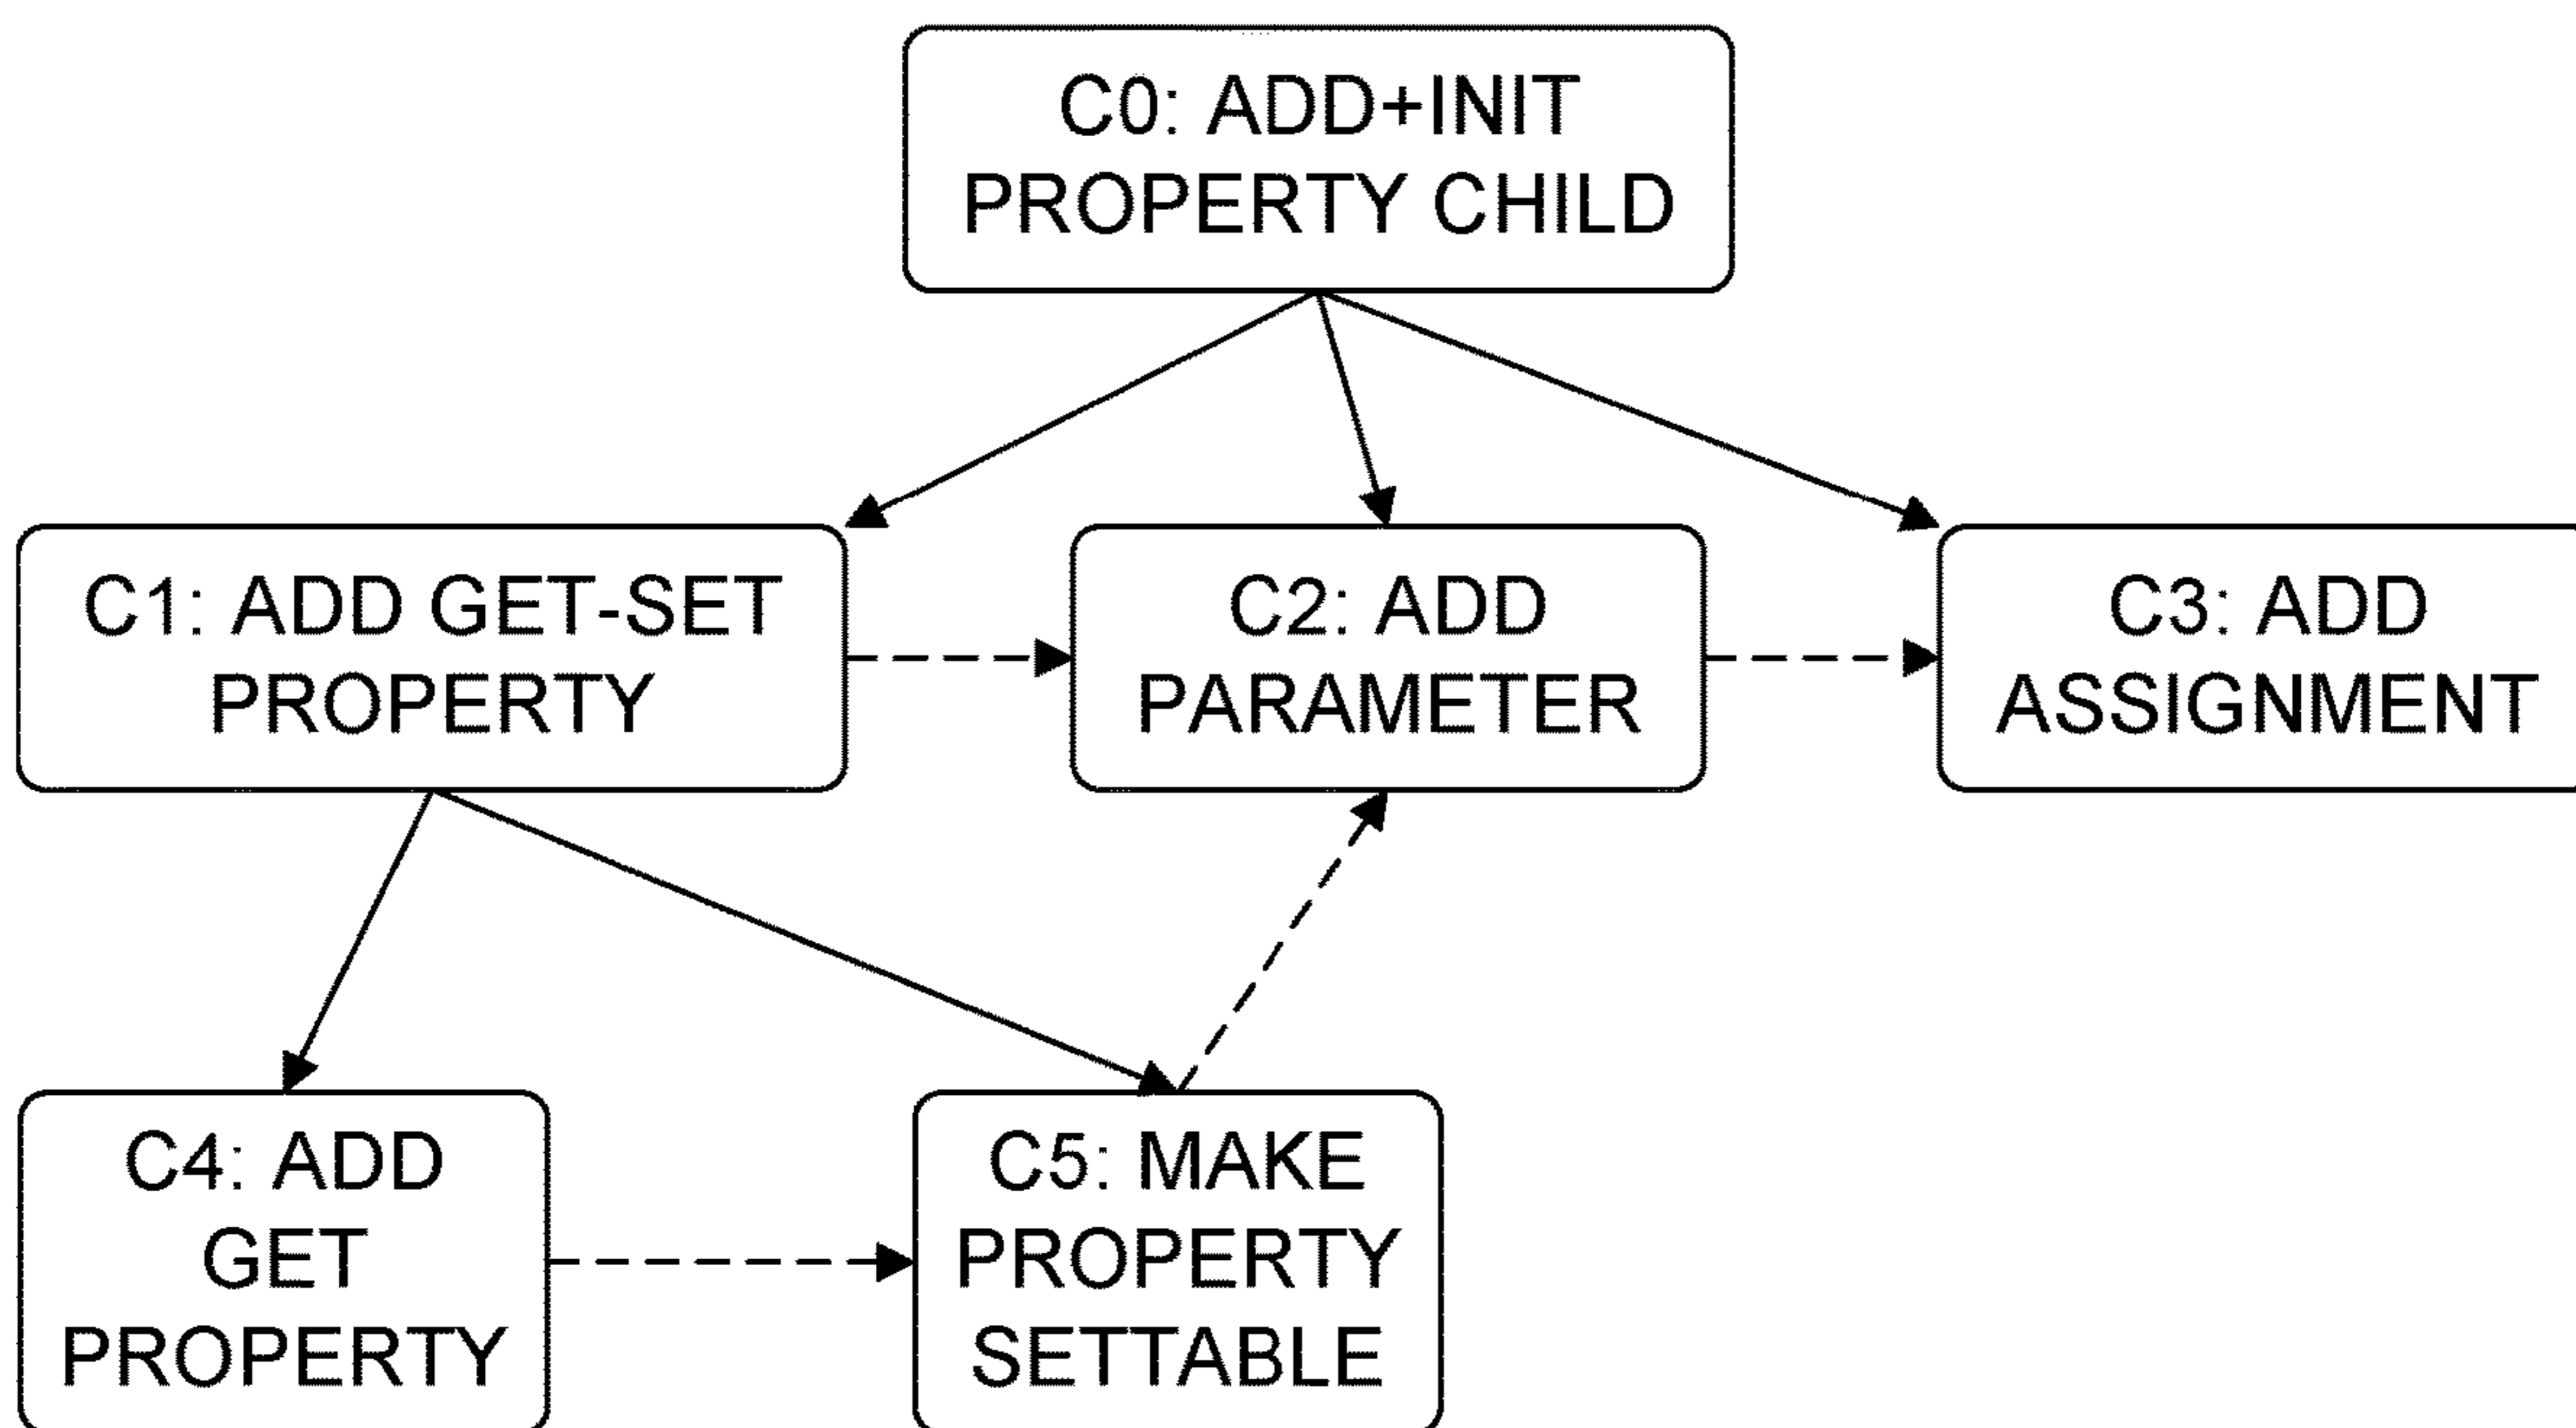 C0: ADD+INIT
PROPERTY CHILD
C1: ADD GET-SET
PROPERTY
C2: ADD
PARAMETER
C3: ADD
ASSIGNMENT
C4: ADD
GET
PROPERTY
C5: MAKE
PROPERTY
SETTABLE